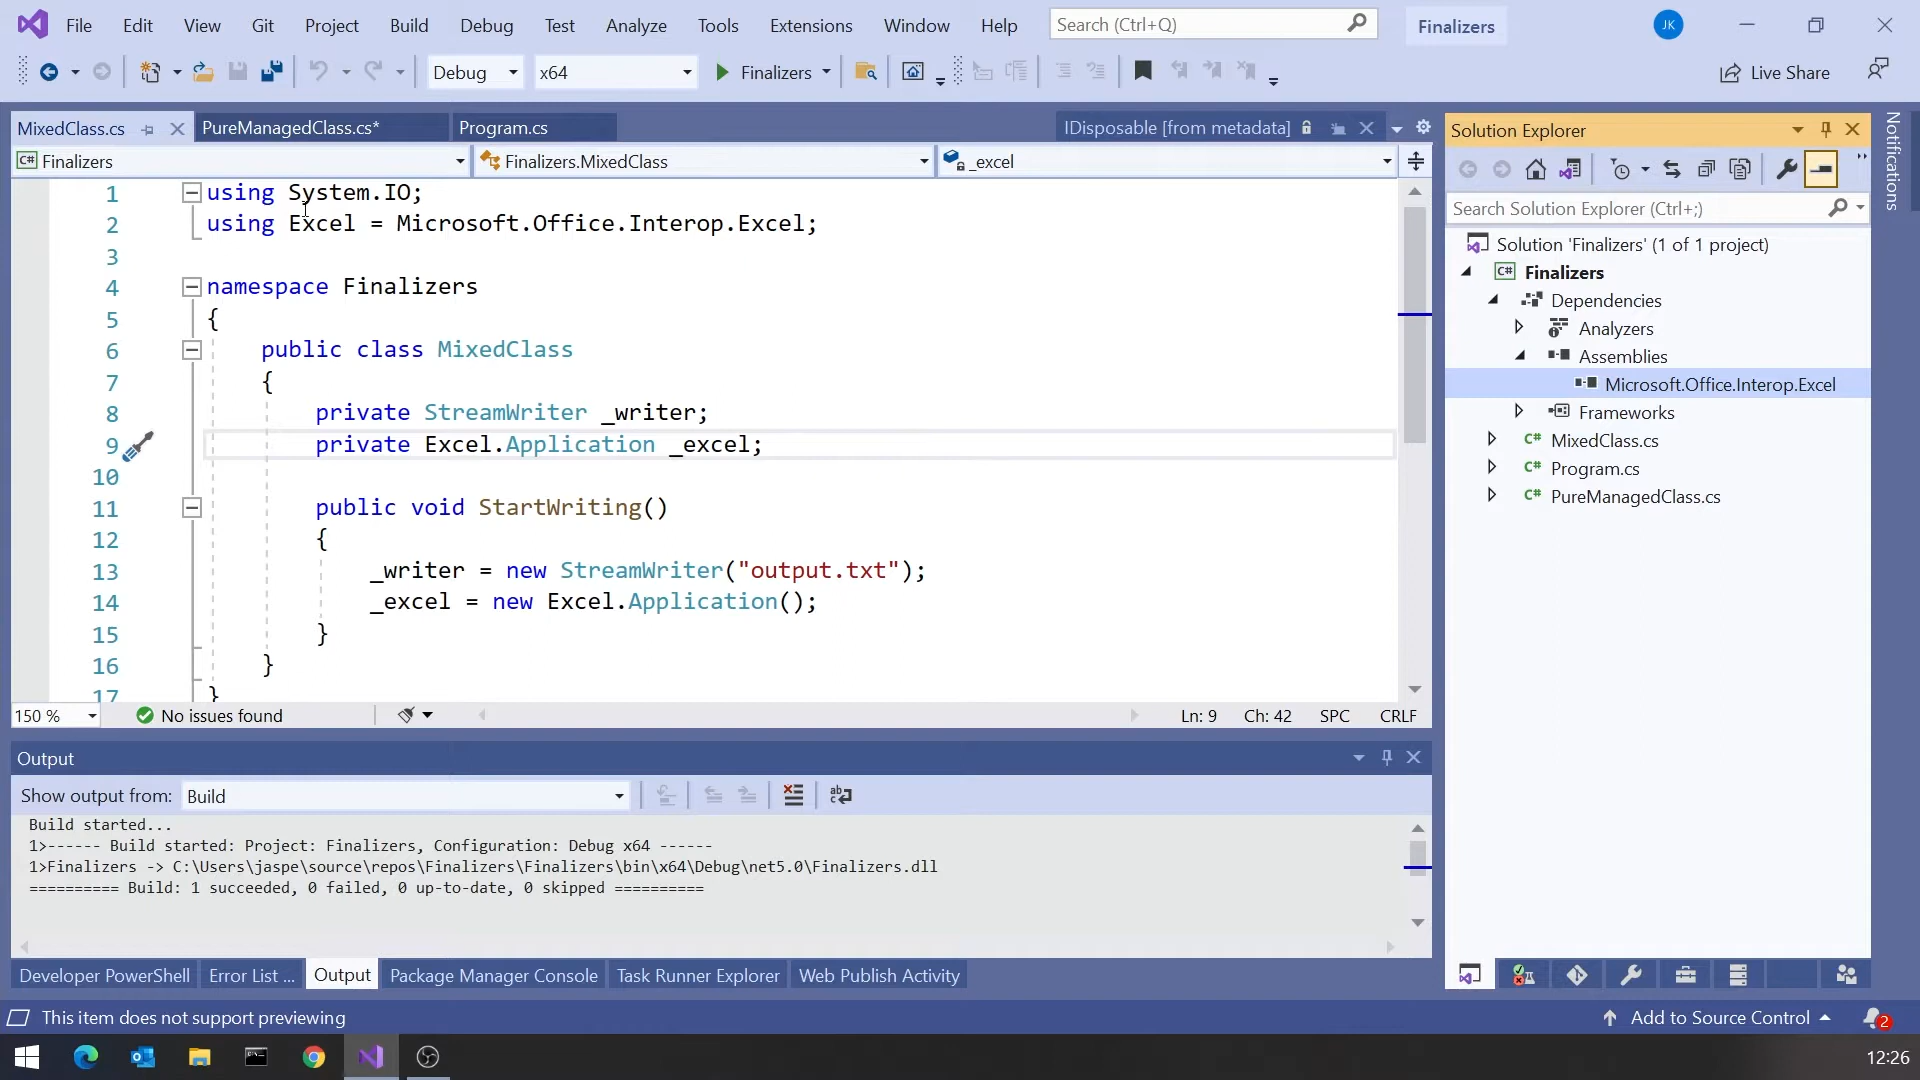 File Edit View Git Project Build Debug Test Analyze Tools Extensions Window Help Search (Ctrl+Q) Finalizers JK
Debug x64 Finalizers Live Share
MixedClass.cs PureManagedClass.cs* Program.cs IDisposable [from metadata]
C# Finalizers Finalizers.MixedClass _excel
1 using System.IO;
2 using Excel = Microsoft.Office.Interop.Excel;
3
4 namespace Finalizers
5 {
6 public class MixedClass
7 {
8 private StreamWriter _writer;
9 private Excel.Application _excel;
10
11 public void StartWriting()
12 {
13 _writer = new StreamWriter("output.txt");
14 _excel = new Excel.Application();
15 }
16 }
17 }
150 % No issues found Ln: 9 Ch: 42 SPC CRLF
Output
Show output from: Build
Build started...
1>------ Build started: Project: Finalizers, Configuration: Debug x64 ------
1>Finalizers -> C:\Users\jaspe\source\repos\Finalizers\Finalizers\bin\x64\Debug\net5.0\Finalizers.dll
========== Build: 1 succeeded, 0 failed, 0 up-to-date, 0 skipped ==========
Developer PowerShell Error List ... Output Package Manager Console Task Runner Explorer Web Publish Activity
Solution Explorer
Search Solution Explorer (Ctrl+;)
Solution 'Finalizers' (1 of 1 project)
C# Finalizers
Dependencies
Analyzers
Assemblies
Microsoft.Office.Interop.Excel
Frameworks
C# MixedClass.cs
C# Program.cs
C# PureManagedClass.cs
Notifications
This item does not support previewing Add to Source Control 2
12:26